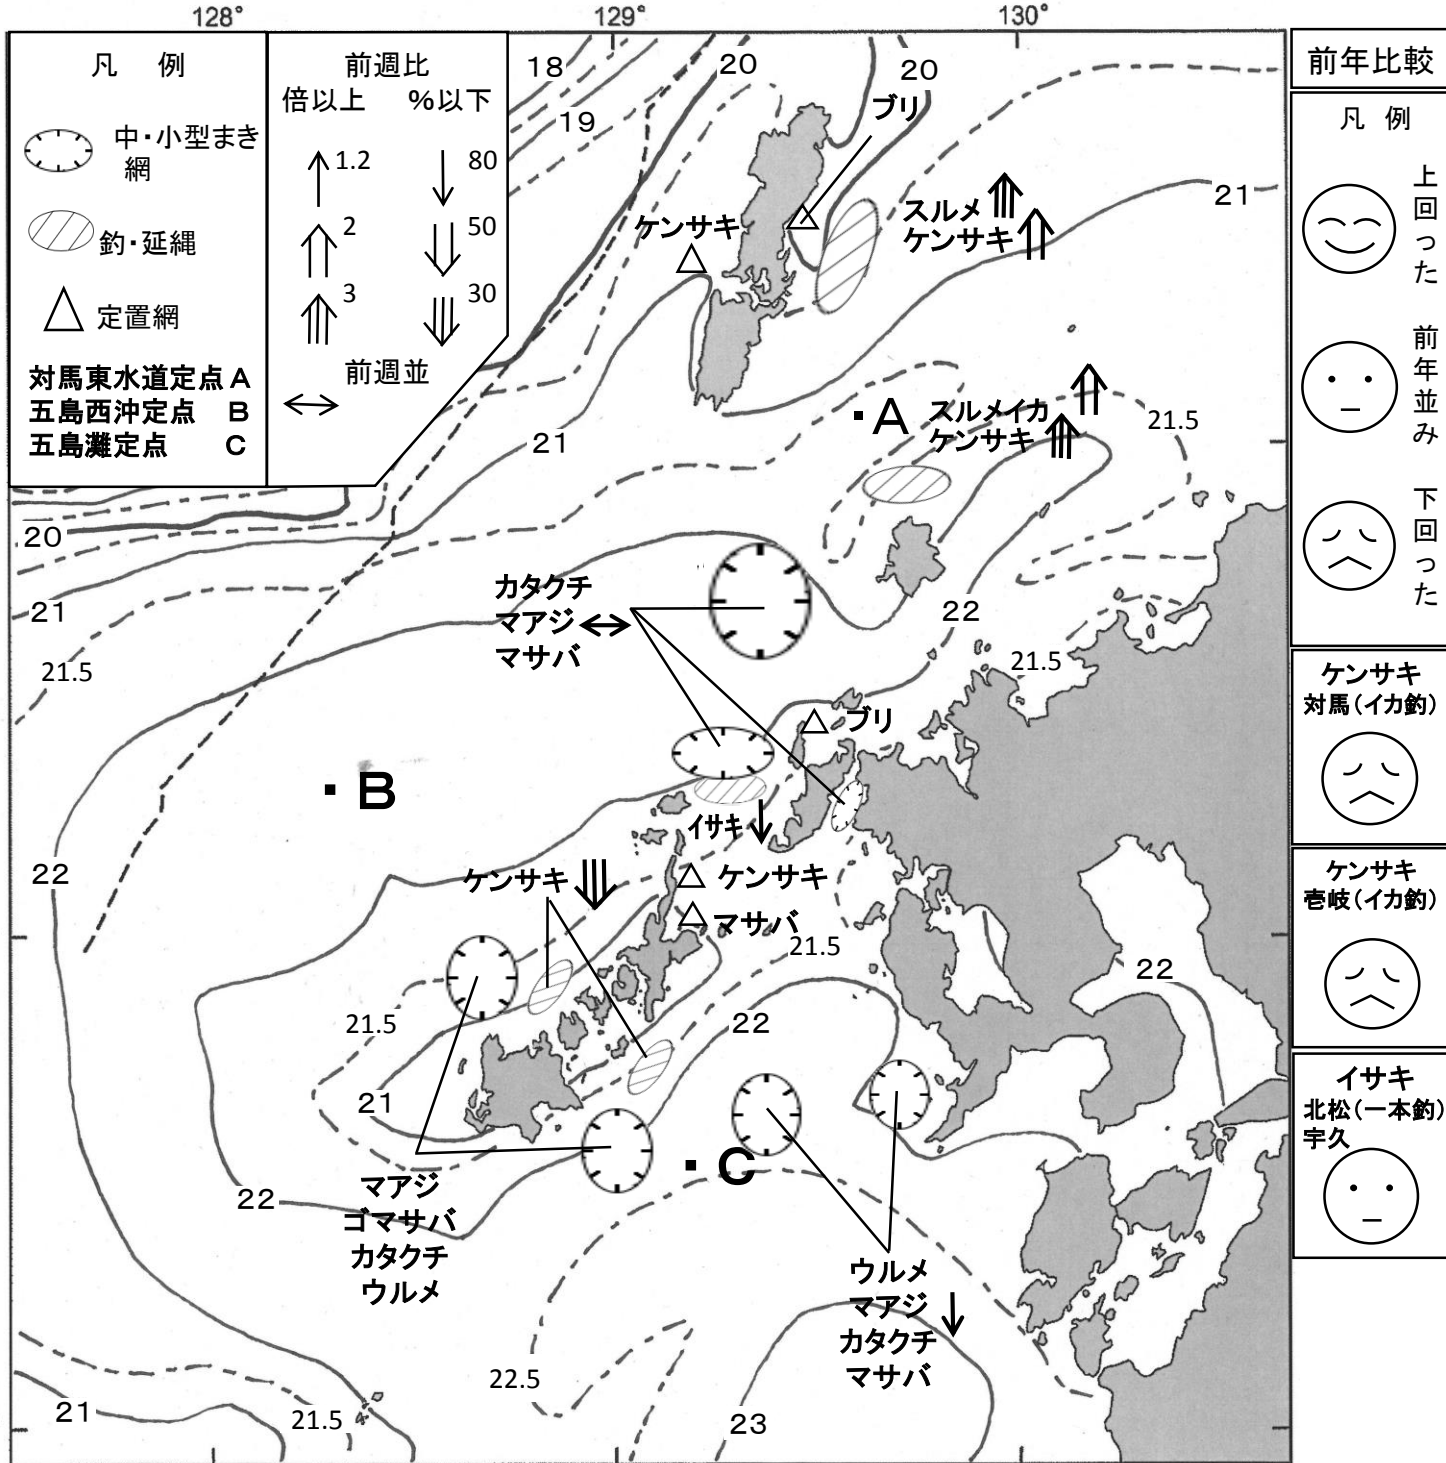 128°
129°
130°
凡 例
中・小型まき
網
釣・延縄
定置網
対馬東水道定点 A
五島西沖定点 B
五島灘定点 C
前週比
倍以上 %以下
1.2
80
2
50
3
30
前週並
前年比較
凡 例
上回った
前年並み
下回った
ケンサキ
対馬(イカ釣)
ケンサキ
壱岐(イカ釣)
イサキ
北松(一本釣)
宇久
18
19
20
20
ブリ
21
ケンサキ
スルメ
ケンサキ
21
A
スルメイカ
ケンサキ
21.5
20
21
21.5
カタクチ
マアジ
マサバ
22
21.5
ブリ
B
イサキ
22
ケンサキ
ケンサキ
マサバ
21.5
22
21.5
22
21
C
22
マアジ
ゴマサバ
カタクチ
ウルメ
ウルメ
マアジ
カタクチ
マサバ
22.5
21
21.5
23